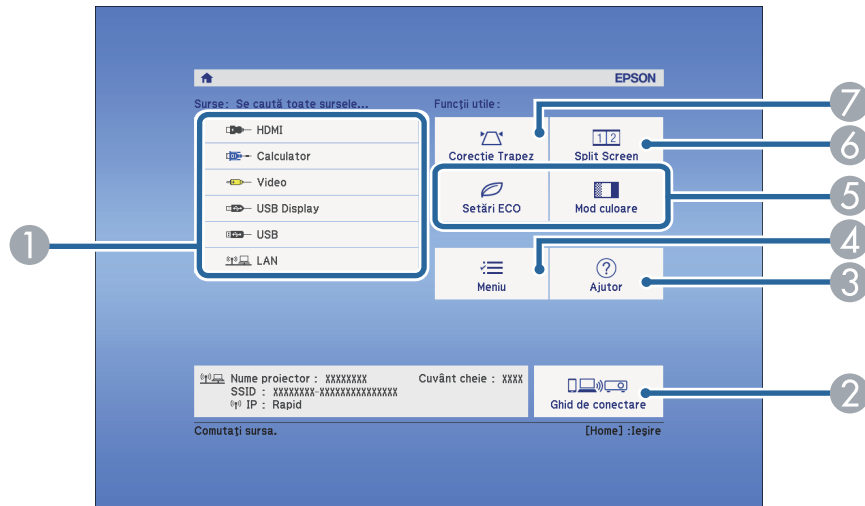 EPSON
Surse: Se caută toate sursele...
Funcții utile:
HDMI
Calculator
Video
USB Display
USB
LAN
Corecție Trapez
1 2
Split Screen
Setări ECO
Mod culoare
Meniu
?
Ajutor
Nume proiector : XXXXXXXX
Cuvânt cheie : XXXX
SSID : XXXXXXXX-XXXXXXXXXXXXXXX
IP : Rapid
Ghid de conectare
Comutați sursa.
[Home] :Ieșire
1
7
6
5
4
3
2